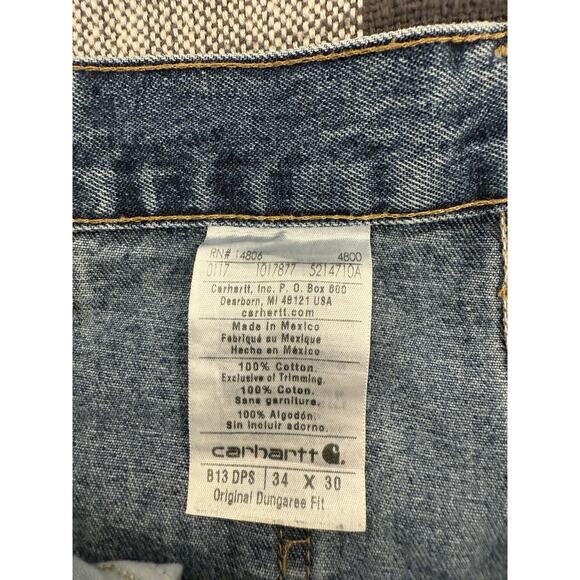 RN# 14806 4800
0117 1017877 5214710A
Carhartt, Inc. P. O. Box 600
Dearborn, MI 48121 USA
carhartt.com
Made in Mexico
Fabriqué au Mexique
Hecho en México
100% Cotton.
Exclusive of Trimming.
100% Coton.
Sans garniture.
100% Algodón.
Sin incluir adorno.
carhartt
B13 DPS 34 X 30
Original Dungaree Fit